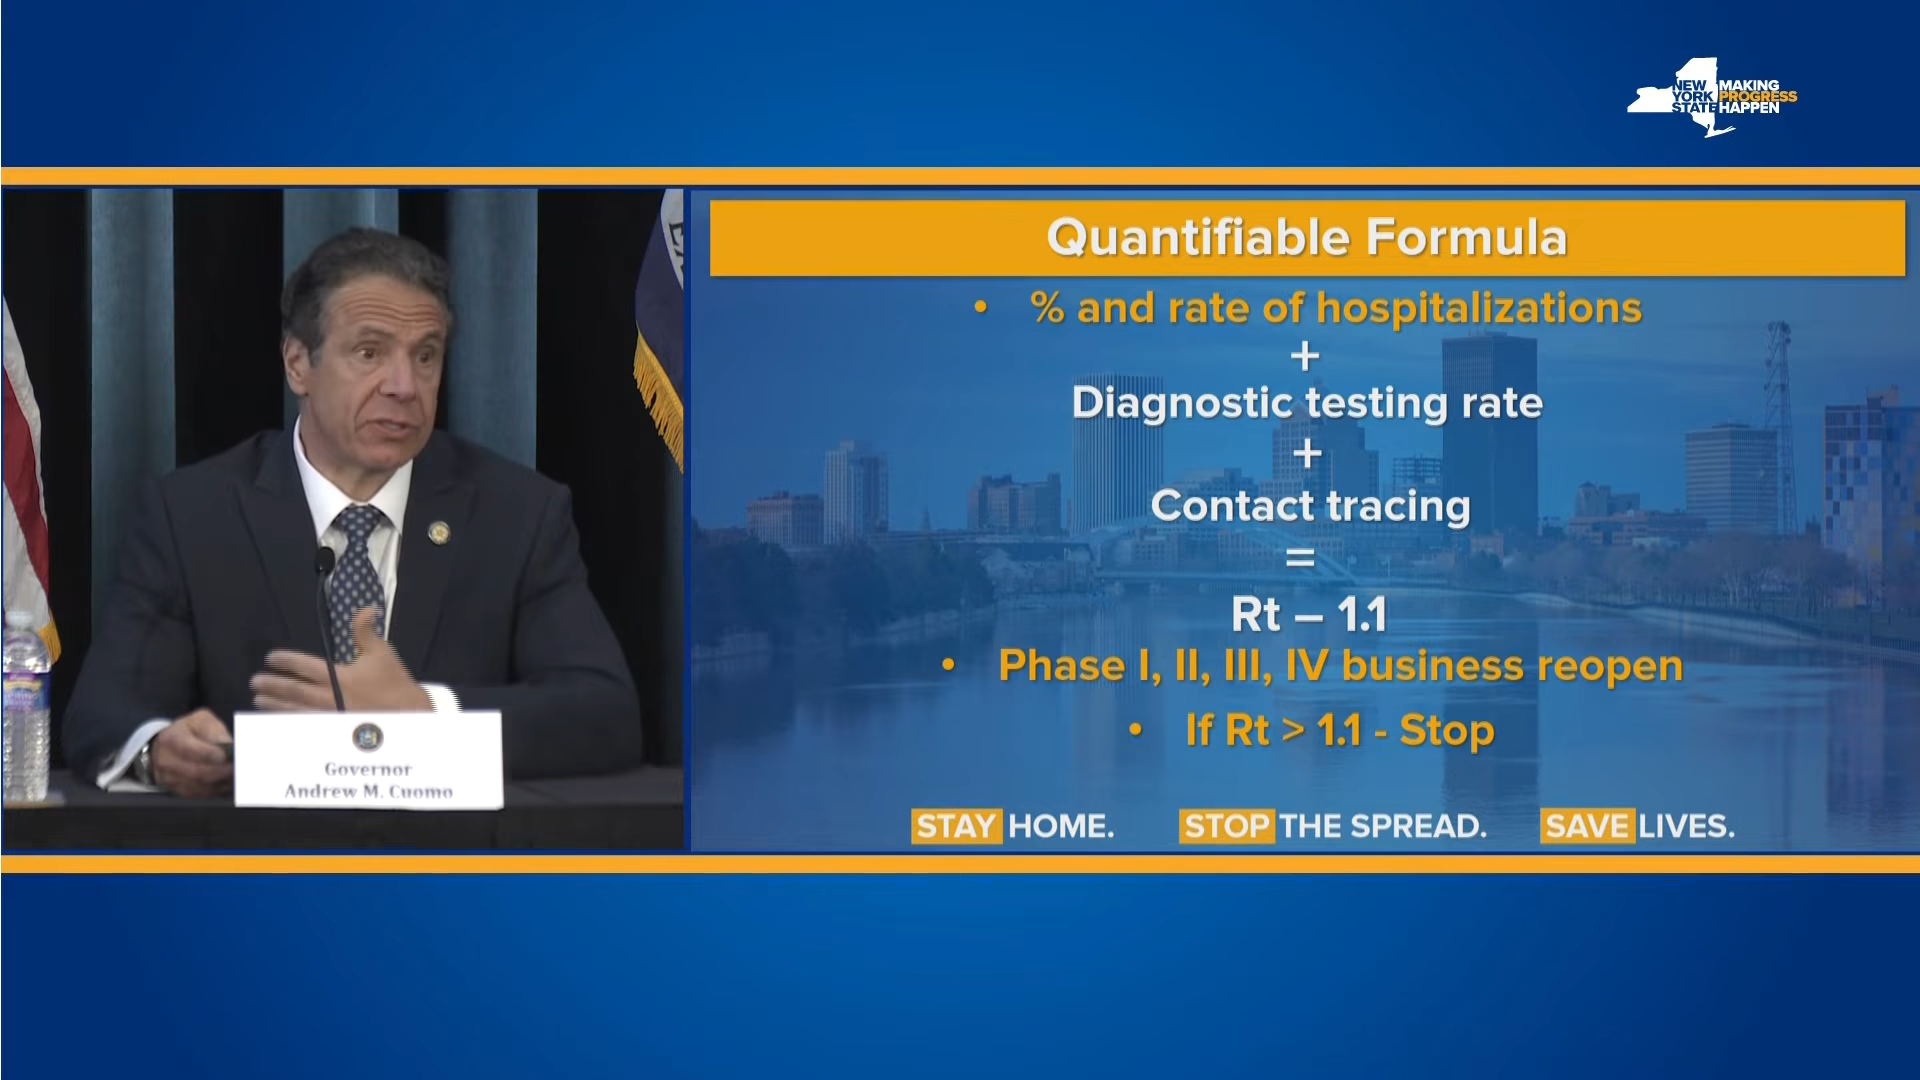 NEW
YORK
STATE
MAKING
PROGRESS
HAPPEN
Quantifiable Formula
• % and rate of hospitalizations
+
Diagnostic testing rate
+
Contact tracing
=
Rt – 1.1
• Phase I, II, III, IV business reopen
• If Rt > 1.1 - Stop
STAY HOME. STOP THE SPREAD. SAVE LIVES.
Governor
Andrew M. Cuomo